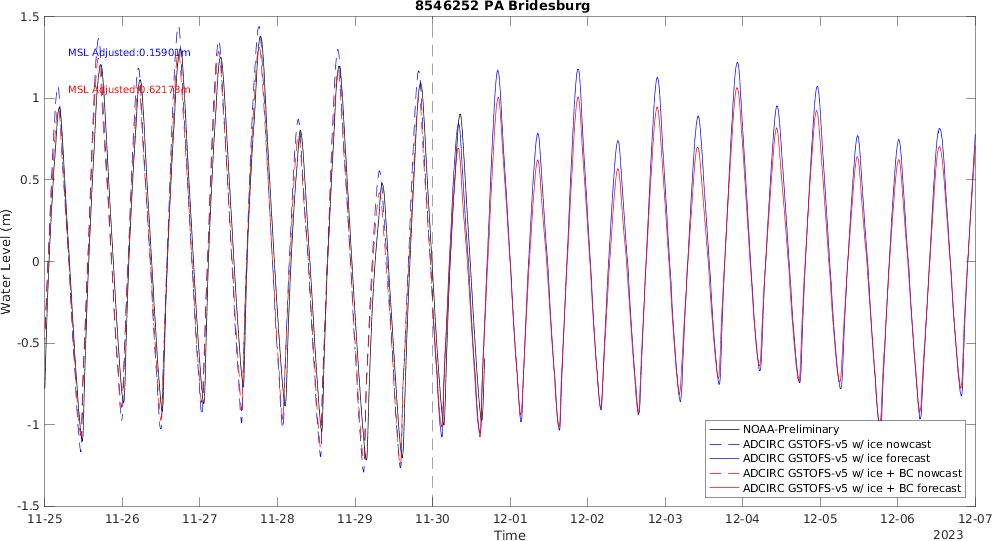 8546252 PA Bridesburg
1.5
MSL Adjusted:0.15901m
MSL Adjusted:0.62173m
1
0.5
0
-0.5
-1
-1.5
Water Level (m)
NOAA-Preliminary
ADCIRC GSTOFS-v5 w/ ice nowcast
ADCIRC GSTOFS-v5 w/ ice forecast
ADCIRC GSTOFS-v5 w/ ice + BC nowcast
ADCIRC GSTOFS-v5 w/ ice + BC forecast
11-25 11-26 11-27 11-28 11-29 11-30 12-01 12-02 12-03 12-04 12-05 12-06 12-07
Time
2023